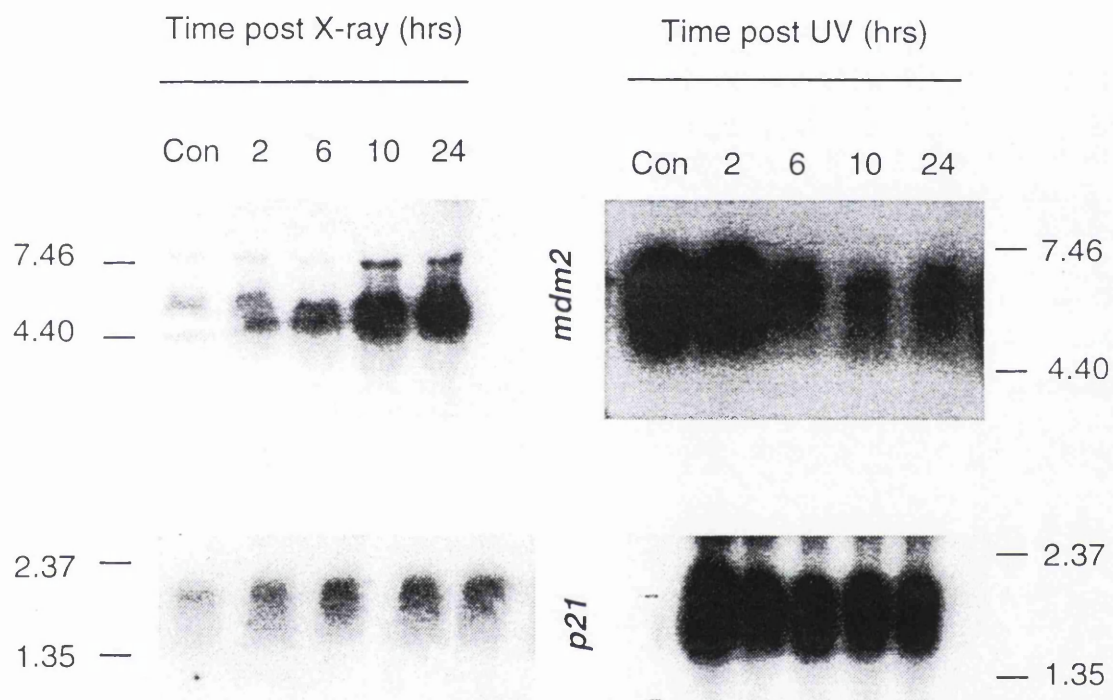 Time post X-ray (hrs)
Time post UV (hrs)
Con 2 6 10 24
Con 2 6 10 24
7.46
4.40
mdm2
7.46
4.40
2.37
1.35
p21
2.37
1.35